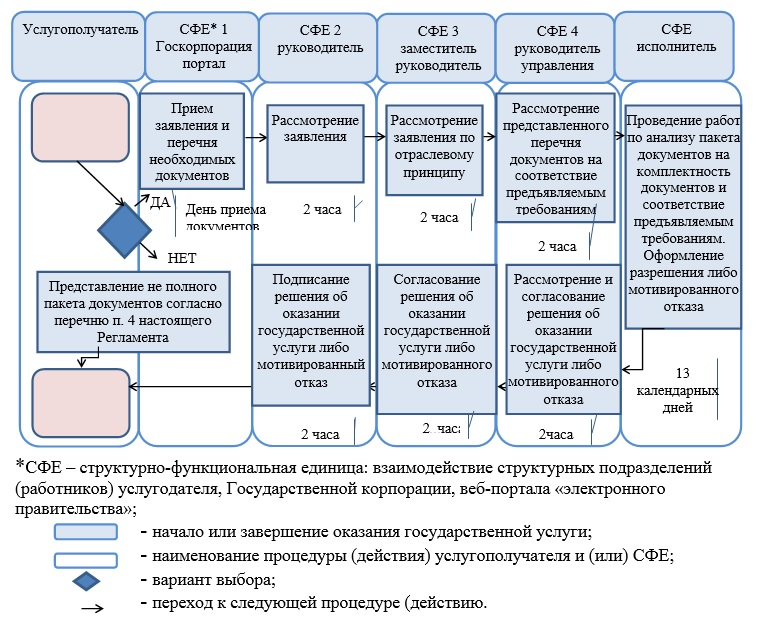 Услугополучатель
СФЕ* 1
Госкорпорация
портал
СФЕ 2
руководитель
СФЕ 3
заместитель
руководитель
СФЕ 4
руководитель
управления
СФЕ
исполнитель
Прием
заявления и
перечня
необходимых
документов
Рассмотрение
заявления
Рассмотрение
заявления по
отраслевому
принципу
Рассмотрение
представленного
перечня
документов на
соответствие
предъявляемым
требованиям
Проведение работ
по анализу пакета
документов на
комплектность
документов и
соответствие
предъявляемым
требованиям.
Оформление
разрешения либо
мотивированного
отказа
ДА
День приема
документов
2 часа
2 часа
2 часа
НЕТ
Представление не полного
пакета документов согласно
перечню п. 4 настоящего
Регламента
Подписание
решения об
оказании
государственной
услуги либо
мотивированный
отказ
Согласование
решения об
оказании
государственной
услуги либо
мотивированного
отказа
Рассмотрение и
согласование
решения об
оказании
государственной
услуги либо
мотивированного
отказа
13
календарных
дней
2 часа
2 часа
2часа
*СФЕ – структурно-функциональная единица: взаимодействие структурных подразделений
(работников) услугодателя, Государственной корпорации, веб-портала «электронного
правительства»;
- начало или завершение оказания государственной услуги;
- наименование процедуры (действия) услугополучателя и (или) СФЕ;
- вариант выбора;
- переход к следующей процедуре (действию.